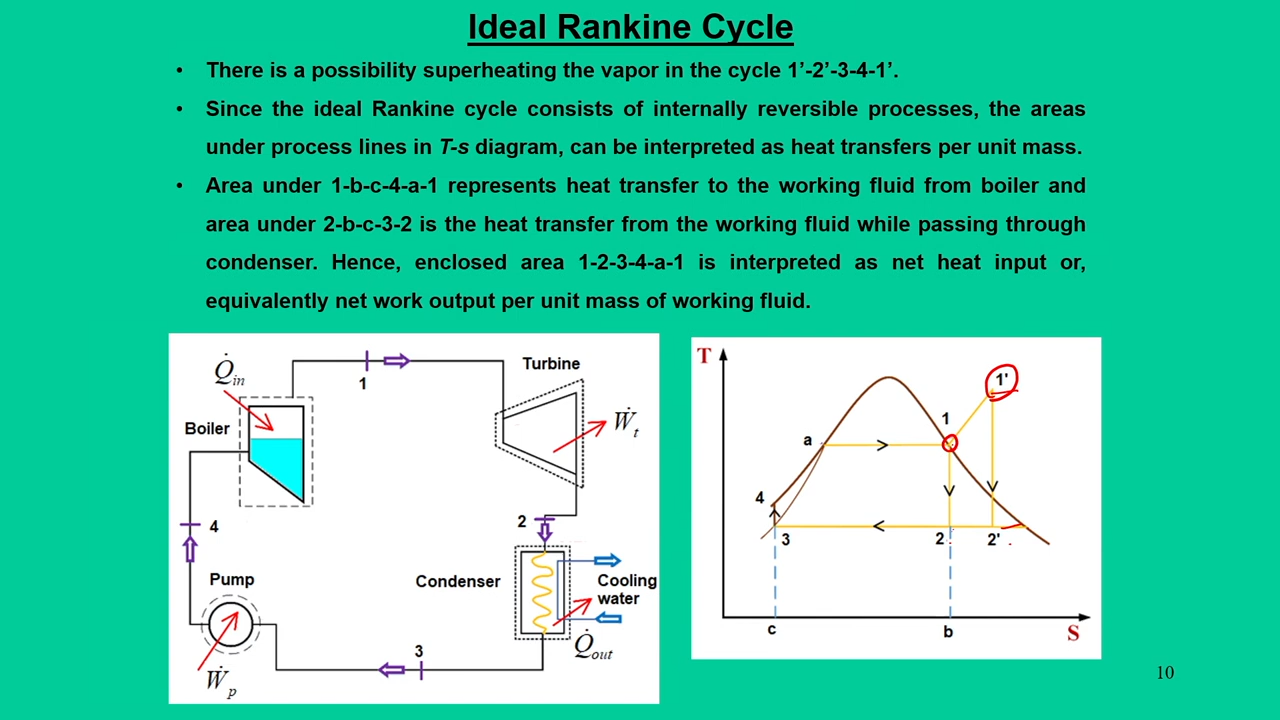 Ideal Rankine Cycle
• There is a possibility superheating the vapor in the cycle 1’-2’-3-4-1’.
• Since the ideal Rankine cycle consists of internally reversible processes, the areas
under process lines in T-s diagram, can be interpreted as heat transfers per unit mass.
• Area under 1-b-c-4-a-1 represents heat transfer to the working fluid from boiler and
area under 2-b-c-3-2 is the heat transfer from the working fluid while passing through
condenser. Hence, enclosed area 1-2-3-4-a-1 is interpreted as net heat input or,
equivalently net work output per unit mass of working fluid.
Q̇in
1
Turbine
Boiler
Ẇt
4
2
Pump
Condenser
Cooling
water
Q̇out
3
Ẇp
T
1'
1
a
4
3
2
2'
c
b
S
10